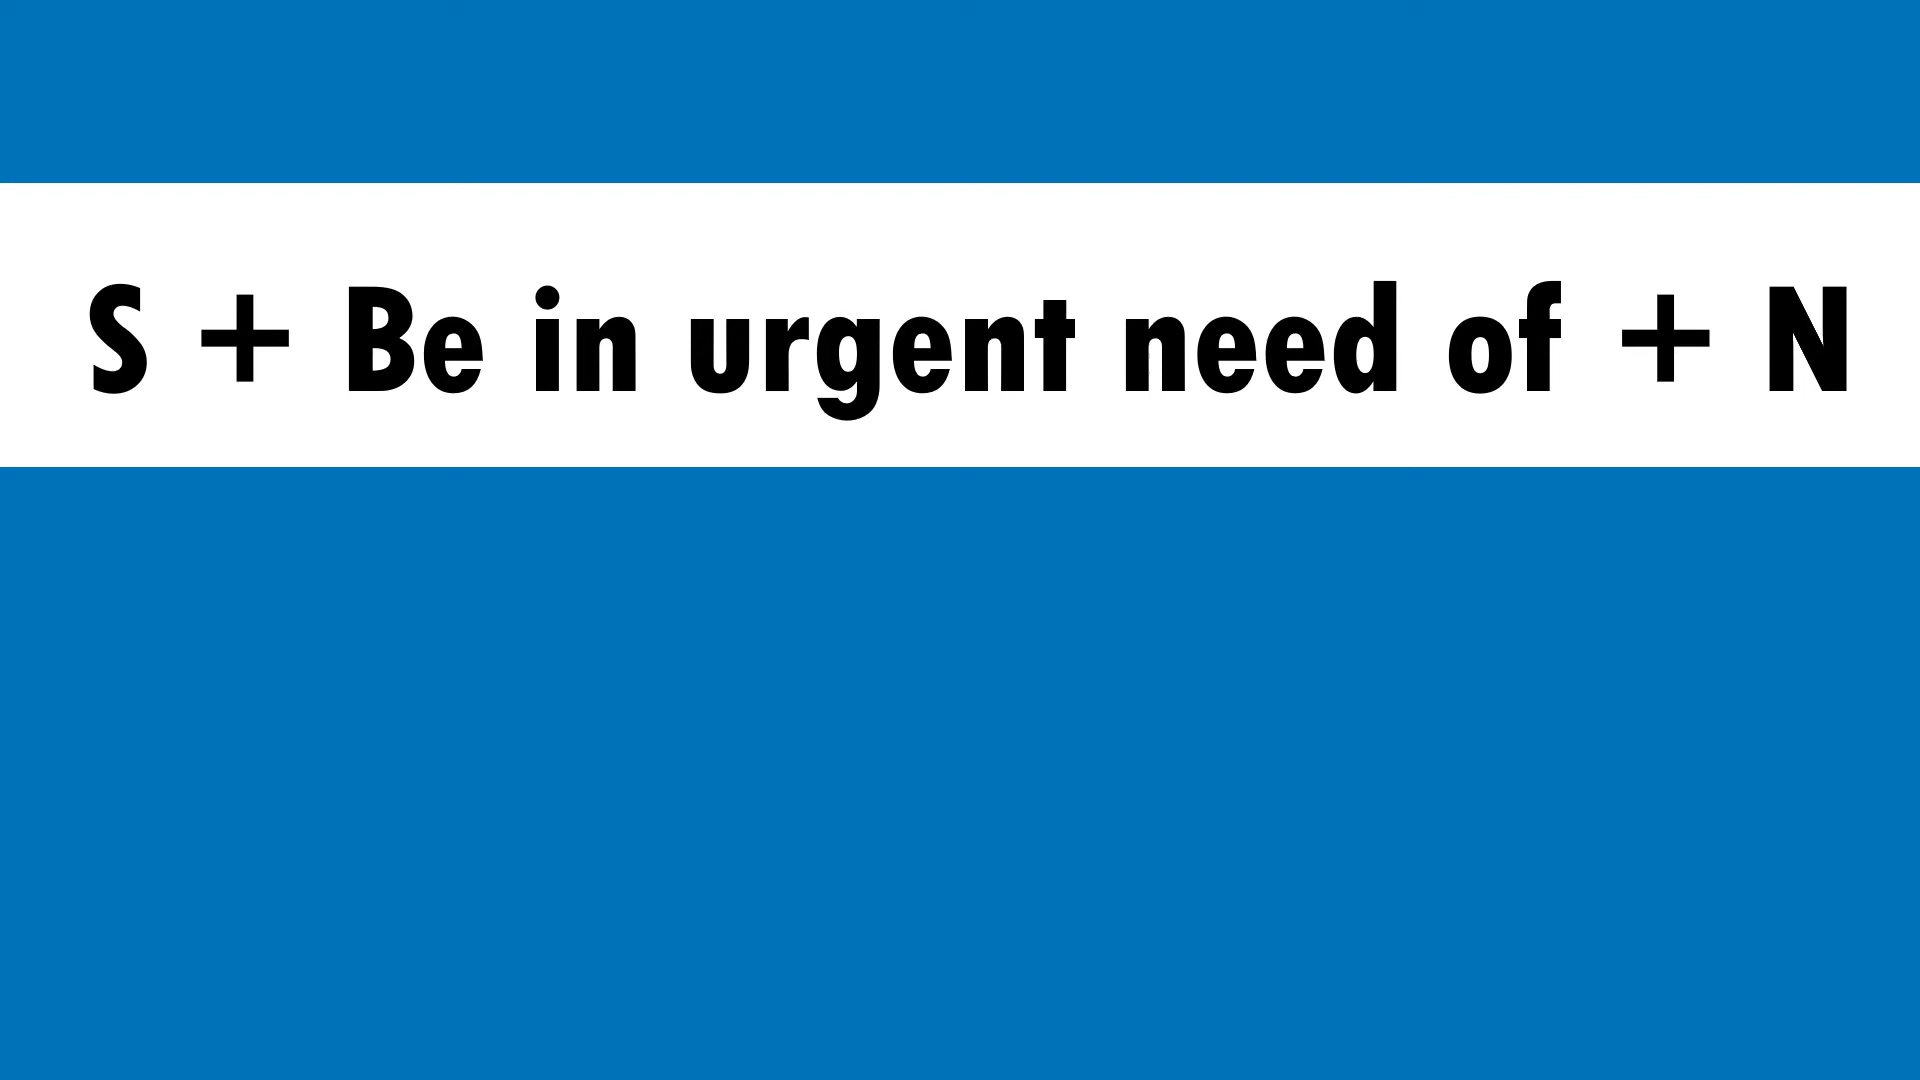 S + Be in urgent need of + N